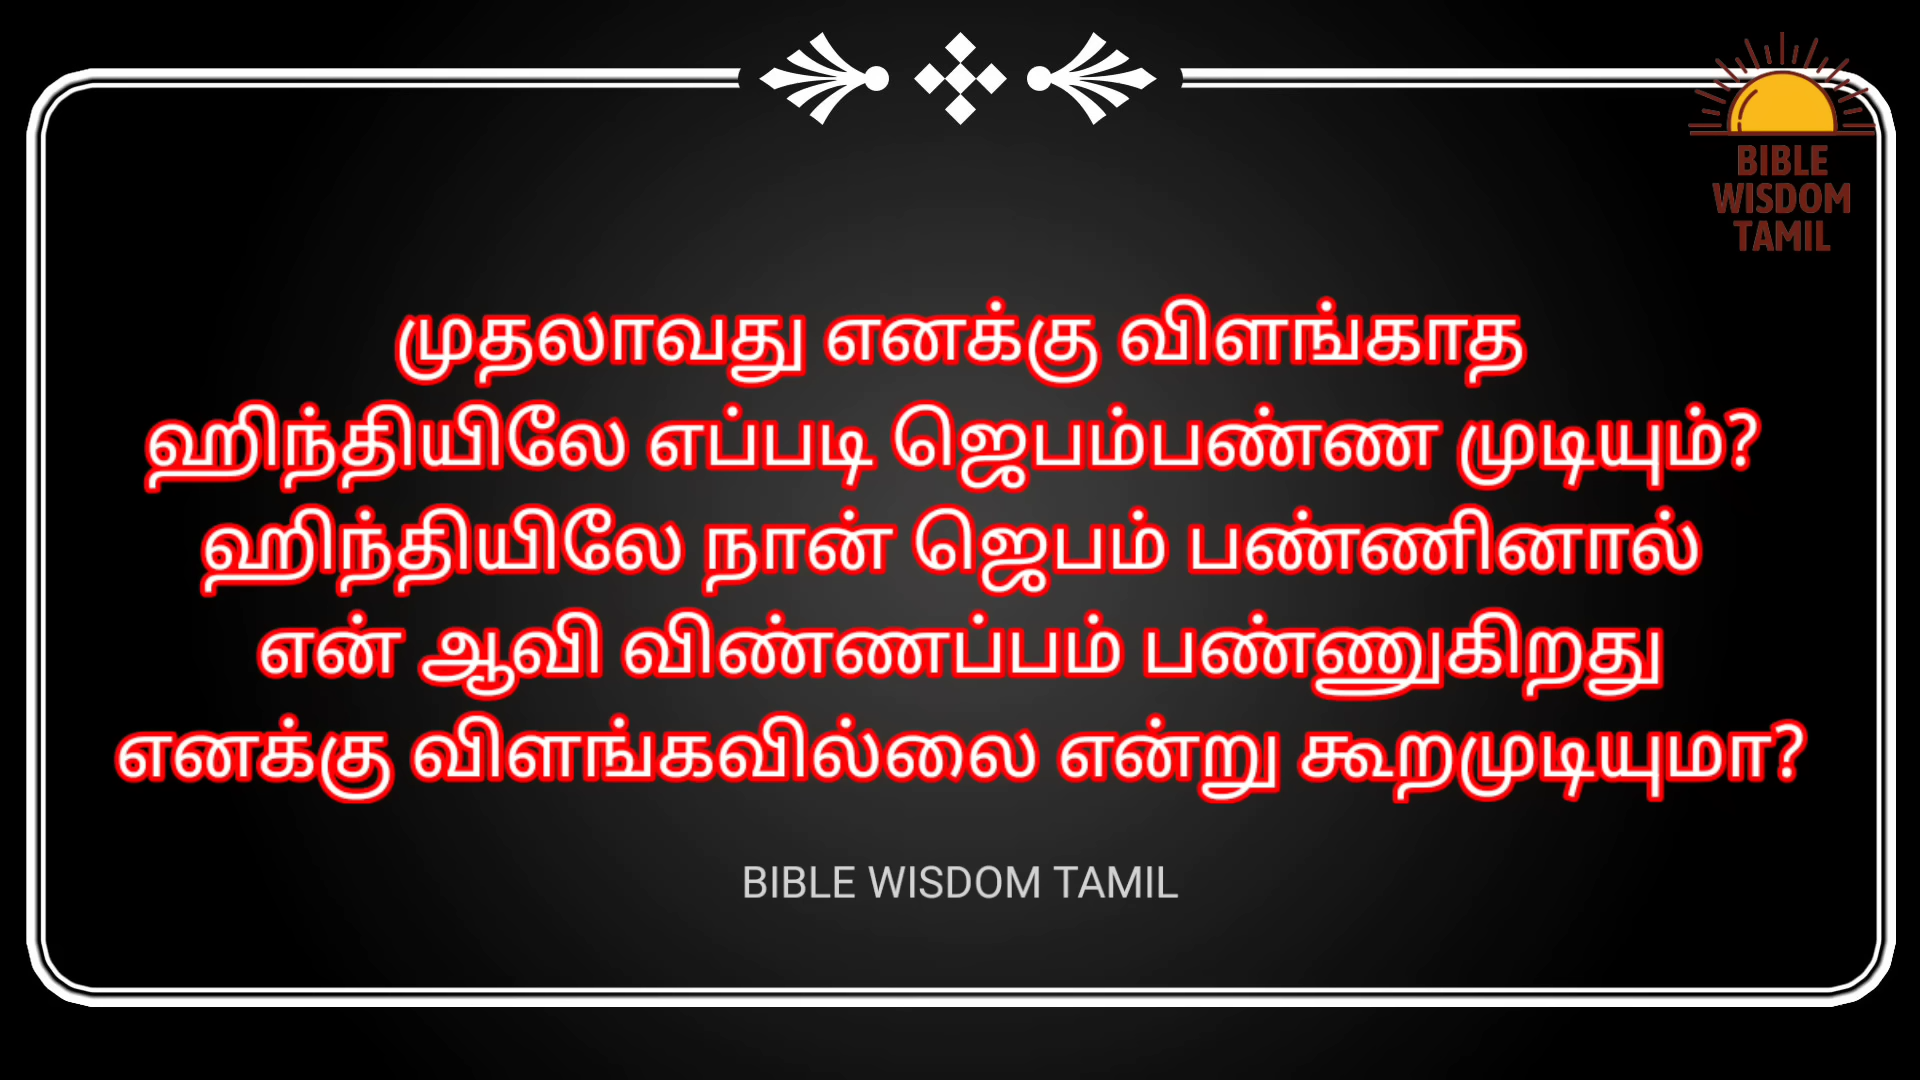 BIBLE
WISDOM
TAMIL
முதலாவது எனக்கு விளங்காத
ஹிந்தியிலே எப்படி ஜெபம்பண்ண முடியும்?
ஹிந்தியிலே நான் ஜெபம் பண்ணினால்
என் ஆவி விண்ணப்பம் பண்ணுகிறது
எனக்கு விளங்கவில்லை என்று கூறமுடியுமா?
BIBLE WISDOM TAMIL